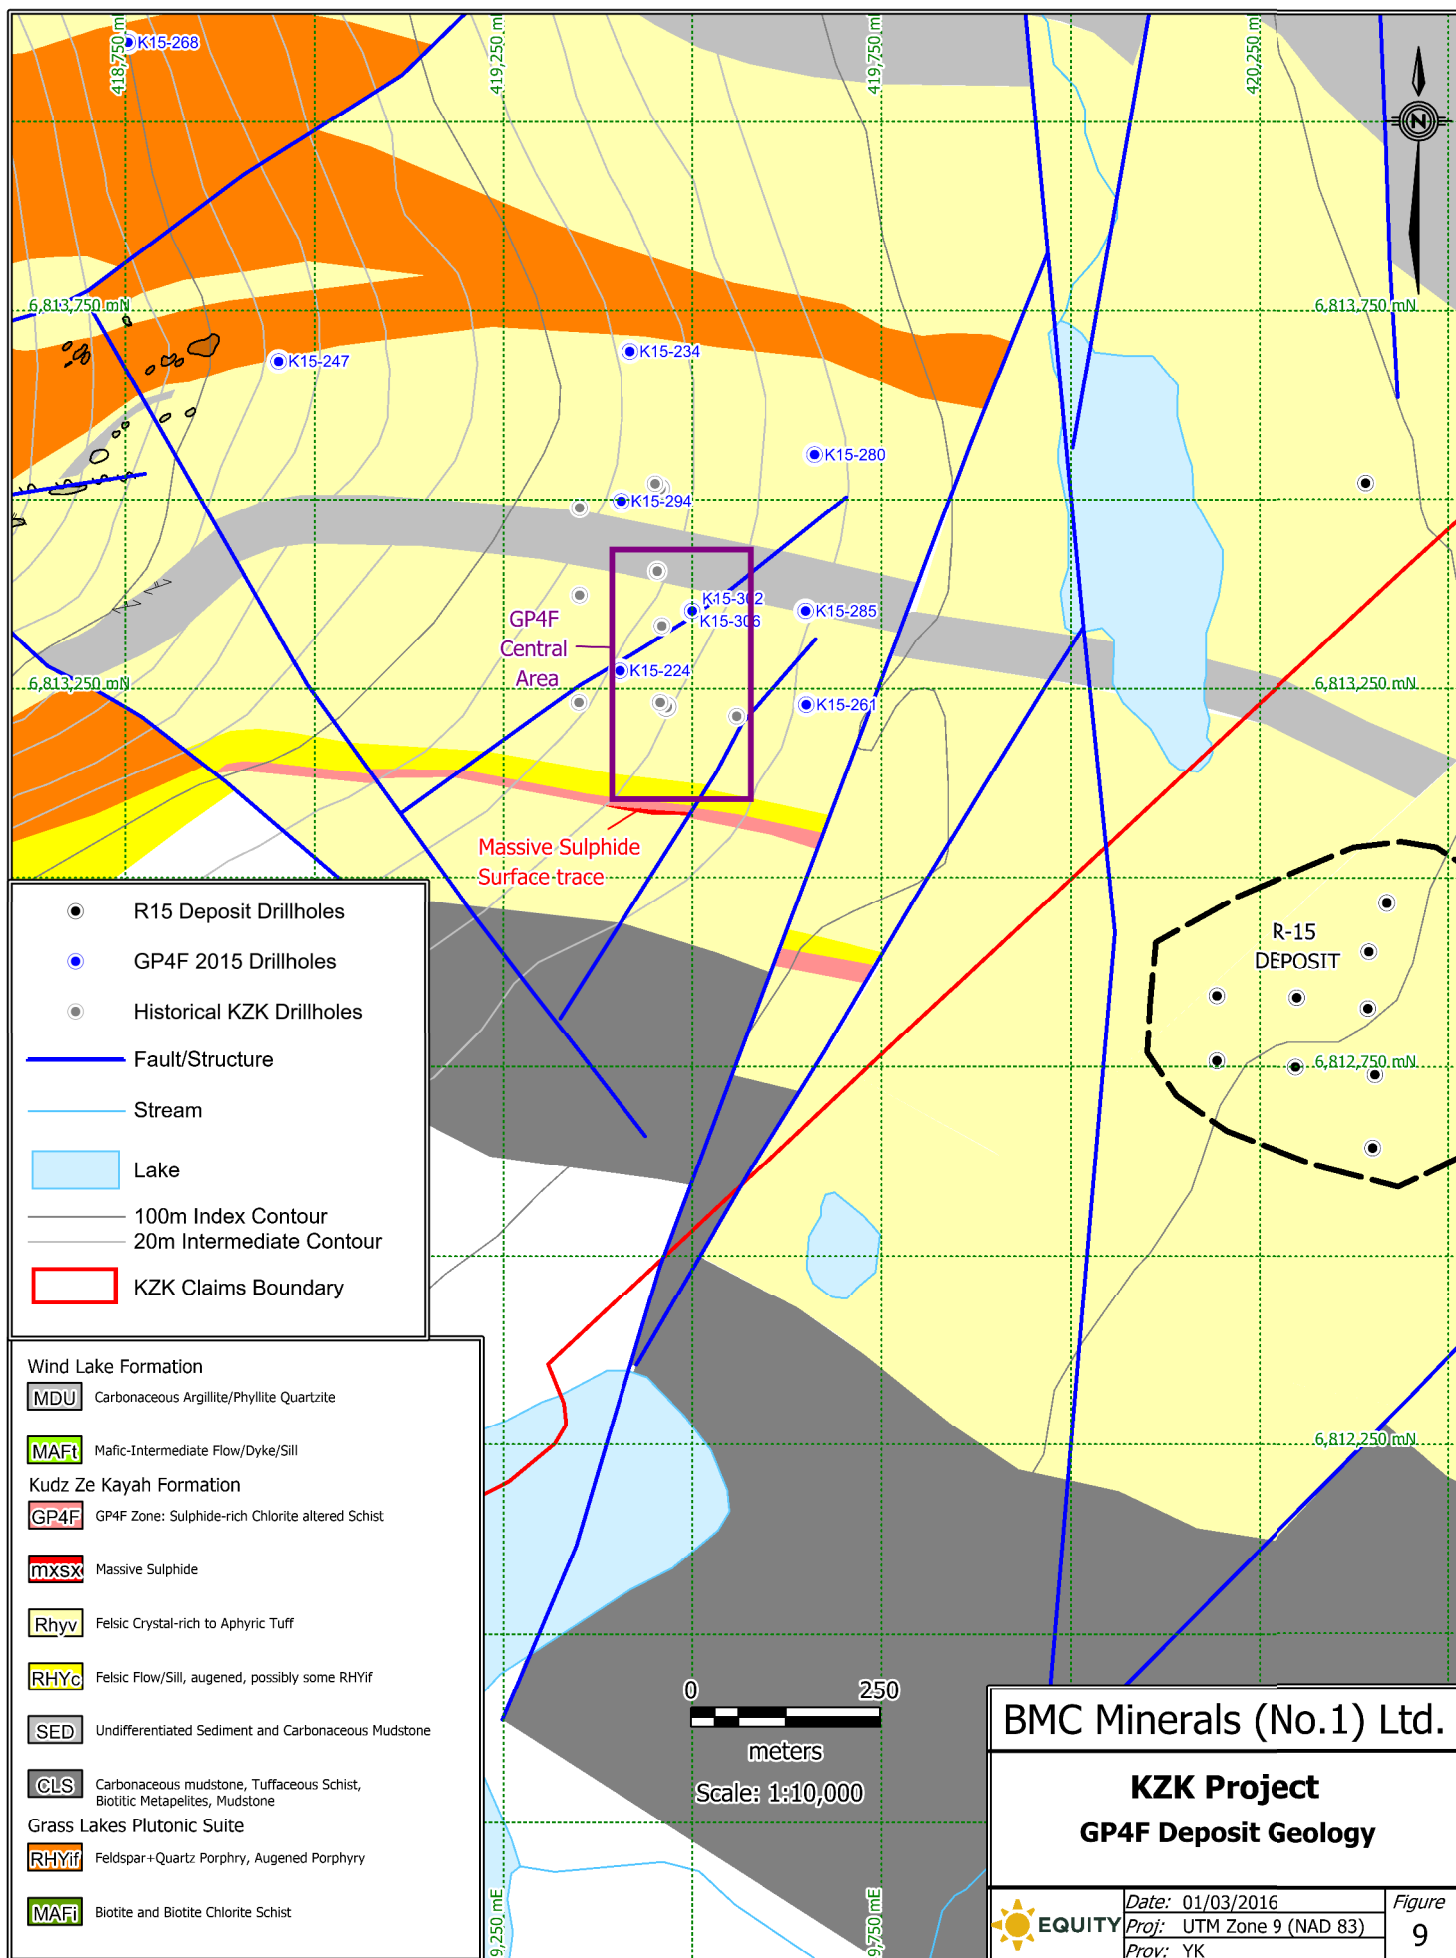 418,750 m
419,250 m
419,750 m
420,250 m
K15-268
N
6,813,750 mN
6,813,750 mN
K15-247
K15-234
K15-280
K15-294
K15-302
K15-306
K15-285
GP4F
Central
Area
K15-224
6,813,250 mN
K15-261
6,813,250 mN
Massive Sulphide
Surface trace
R-15
DEPOSIT
6,812,750 mN
6,812,250 mN
R15 Deposit Drillholes
GP4F 2015 Drillholes
Historical KZK Drillholes
Fault/Structure
Stream
Lake
100m Index Contour
20m Intermediate Contour
KZK Claims Boundary
Wind Lake Formation
MDU Carbonaceous Argillite/Phyllite Quartzite
MAFt Mafic-Intermediate Flow/Dyke/Sill
Kudz Ze Kayah Formation
GP4F GP4F Zone: Sulphide-rich Chlorite altered Schist
mxsx Massive Sulphide
Rhyv Felsic Crystal-rich to Aphyric Tuff
RHYc Felsic Flow/Sill, augened, possibly some RHYif
SED Undifferentiated Sediment and Carbonaceous Mudstone
CLS Carbonaceous mudstone, Tuffaceous Schist,
Biotitic Metapelites, Mudstone
Grass Lakes Plutonic Suite
RHYif Feldspar+Quartz Porphry, Augened Porphyry
MAFi Biotite and Biotite Chlorite Schist
0 250
meters
Scale: 1:10,000
9,250 mE
9,750 mE
BMC Minerals (No.1) Ltd.
KZK Project
GP4F Deposit Geology
EQUITY
Date: 01/03/2016
Proj: UTM Zone 9 (NAD 83)
Prov: YK
Figure
9